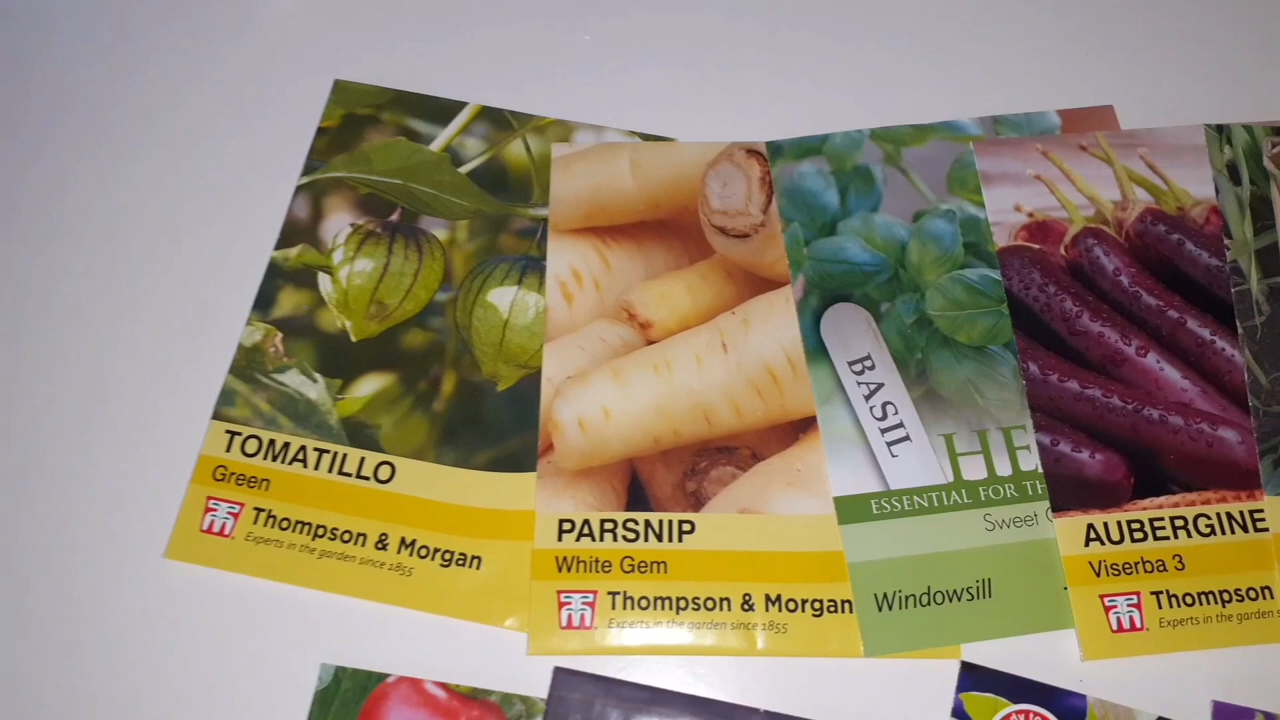 TOMATILLO
Green
Thompson & Morgan
Experts in the garden since 1855
PARSNIP
White Gem
Thompson & Morgan
Experts in the garden since 1855
BASIL
HE
ESSENTIAL FOR TH
Sweet
Windowsill
AUBERGINE
Viserba 3
Thompson
Experts in the garden s